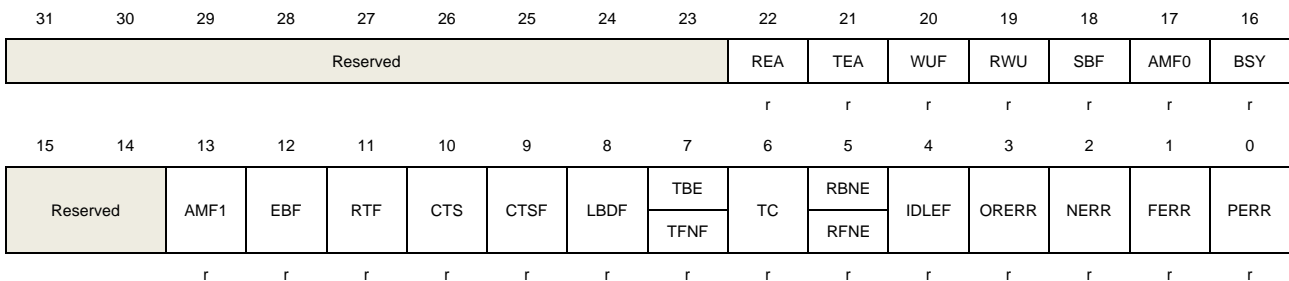 31 30 29 28 27 26 25 24 23 22 21 20 19 18 17 16
Reserved REA TEA WUF RWU SBF AMF0 BSY
r r r r r r r
15 14 13 12 11 10 9 8 7 6 5 4 3 2 1 0
Reserved AMF1 EBF RTF CTS CTSF LBDF TBE TC RBNE IDLEF ORERR NERR FERR PERR
TFNF RFNE
r r r r r r r r r r r r r r